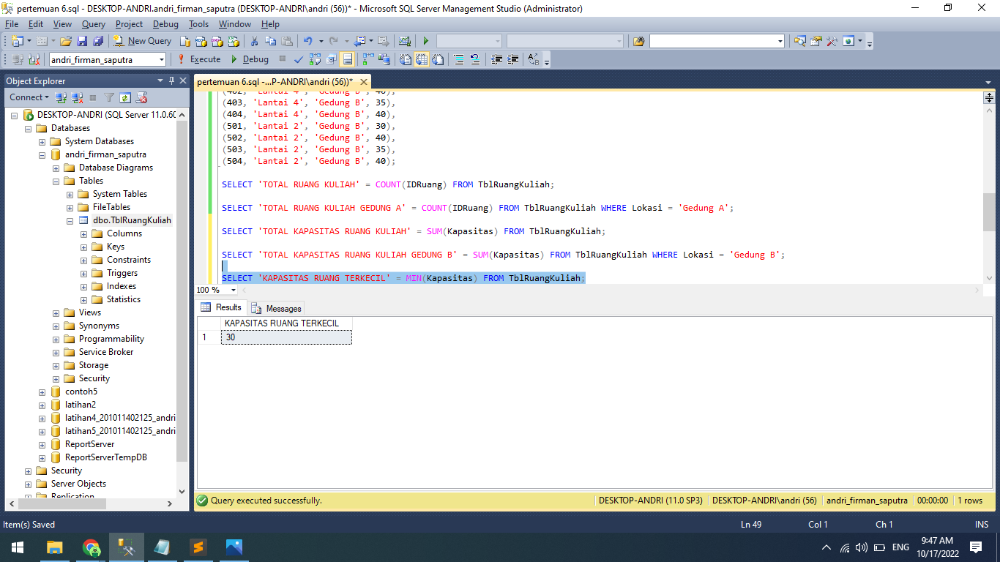 pertemuan 6.sql - DESKTOP-ANDRI.andri_firman_saputra (DESKTOP-ANDRI\andri (56))* - Microsoft SQL Server Management Studio (Administrator)
File Edit View Query Project Debug Tools Window Help
New Query
andri_firman_saputra Execute Debug
Object Explorer
Connect
DESKTOP-ANDRI (SQL Server 11.0.60
Databases
System Databases
andri_firman_saputra
Database Diagrams
Tables
System Tables
FileTables
dbo.TblRuangKuliah
Columns
Keys
Constraints
Triggers
Indexes
Statistics
Views
Synonyms
Programmability
Service Broker
Storage
Security
contoh5
latihan2
latihan4_201011402125_andri
latihan5_201011402125_andri
ReportServer
ReportServerTempDB
Security
Server Objects
Replication
pertemuan 6.sql -...P-ANDRI\andri (56))*
(402, 'Lantai 4', 'Gedung B', 40),
(403, 'Lantai 4', 'Gedung B', 35),
(404, 'Lantai 4', 'Gedung B', 40),
(501, 'Lantai 2', 'Gedung B', 30),
(502, 'Lantai 2', 'Gedung B', 40),
(503, 'Lantai 2', 'Gedung B', 35),
(504, 'Lantai 2', 'Gedung B', 40);
SELECT 'TOTAL RUANG KULIAH' = COUNT(IDRuang) FROM TblRuangKuliah;
SELECT 'TOTAL RUANG KULIAH GEDUNG A' = COUNT(IDRuang) FROM TblRuangKuliah WHERE Lokasi = 'Gedung A';
SELECT 'TOTAL KAPASITAS RUANG KULIAH' = SUM(Kapasitas) FROM TblRuangKuliah;
SELECT 'TOTAL KAPASITAS RUANG KULIAH GEDUNG B' = SUM(Kapasitas) FROM TblRuangKuliah WHERE Lokasi = 'Gedung B';
SELECT 'KAPASITAS RUANG TERKECIL' = MIN(Kapasitas) FROM TblRuangKuliah;
100 %
Results Messages
KAPASITAS RUANG TERKECIL
1 30
Query executed successfully. DESKTOP-ANDRI (11.0 SP3) DESKTOP-ANDRI\andri (56) andri_firman_saputra 00:00:00 1 rows
Item(s) Saved Ln 49 Col 1 Ch 1 INS
ENG
9:47 AM
10/17/2022